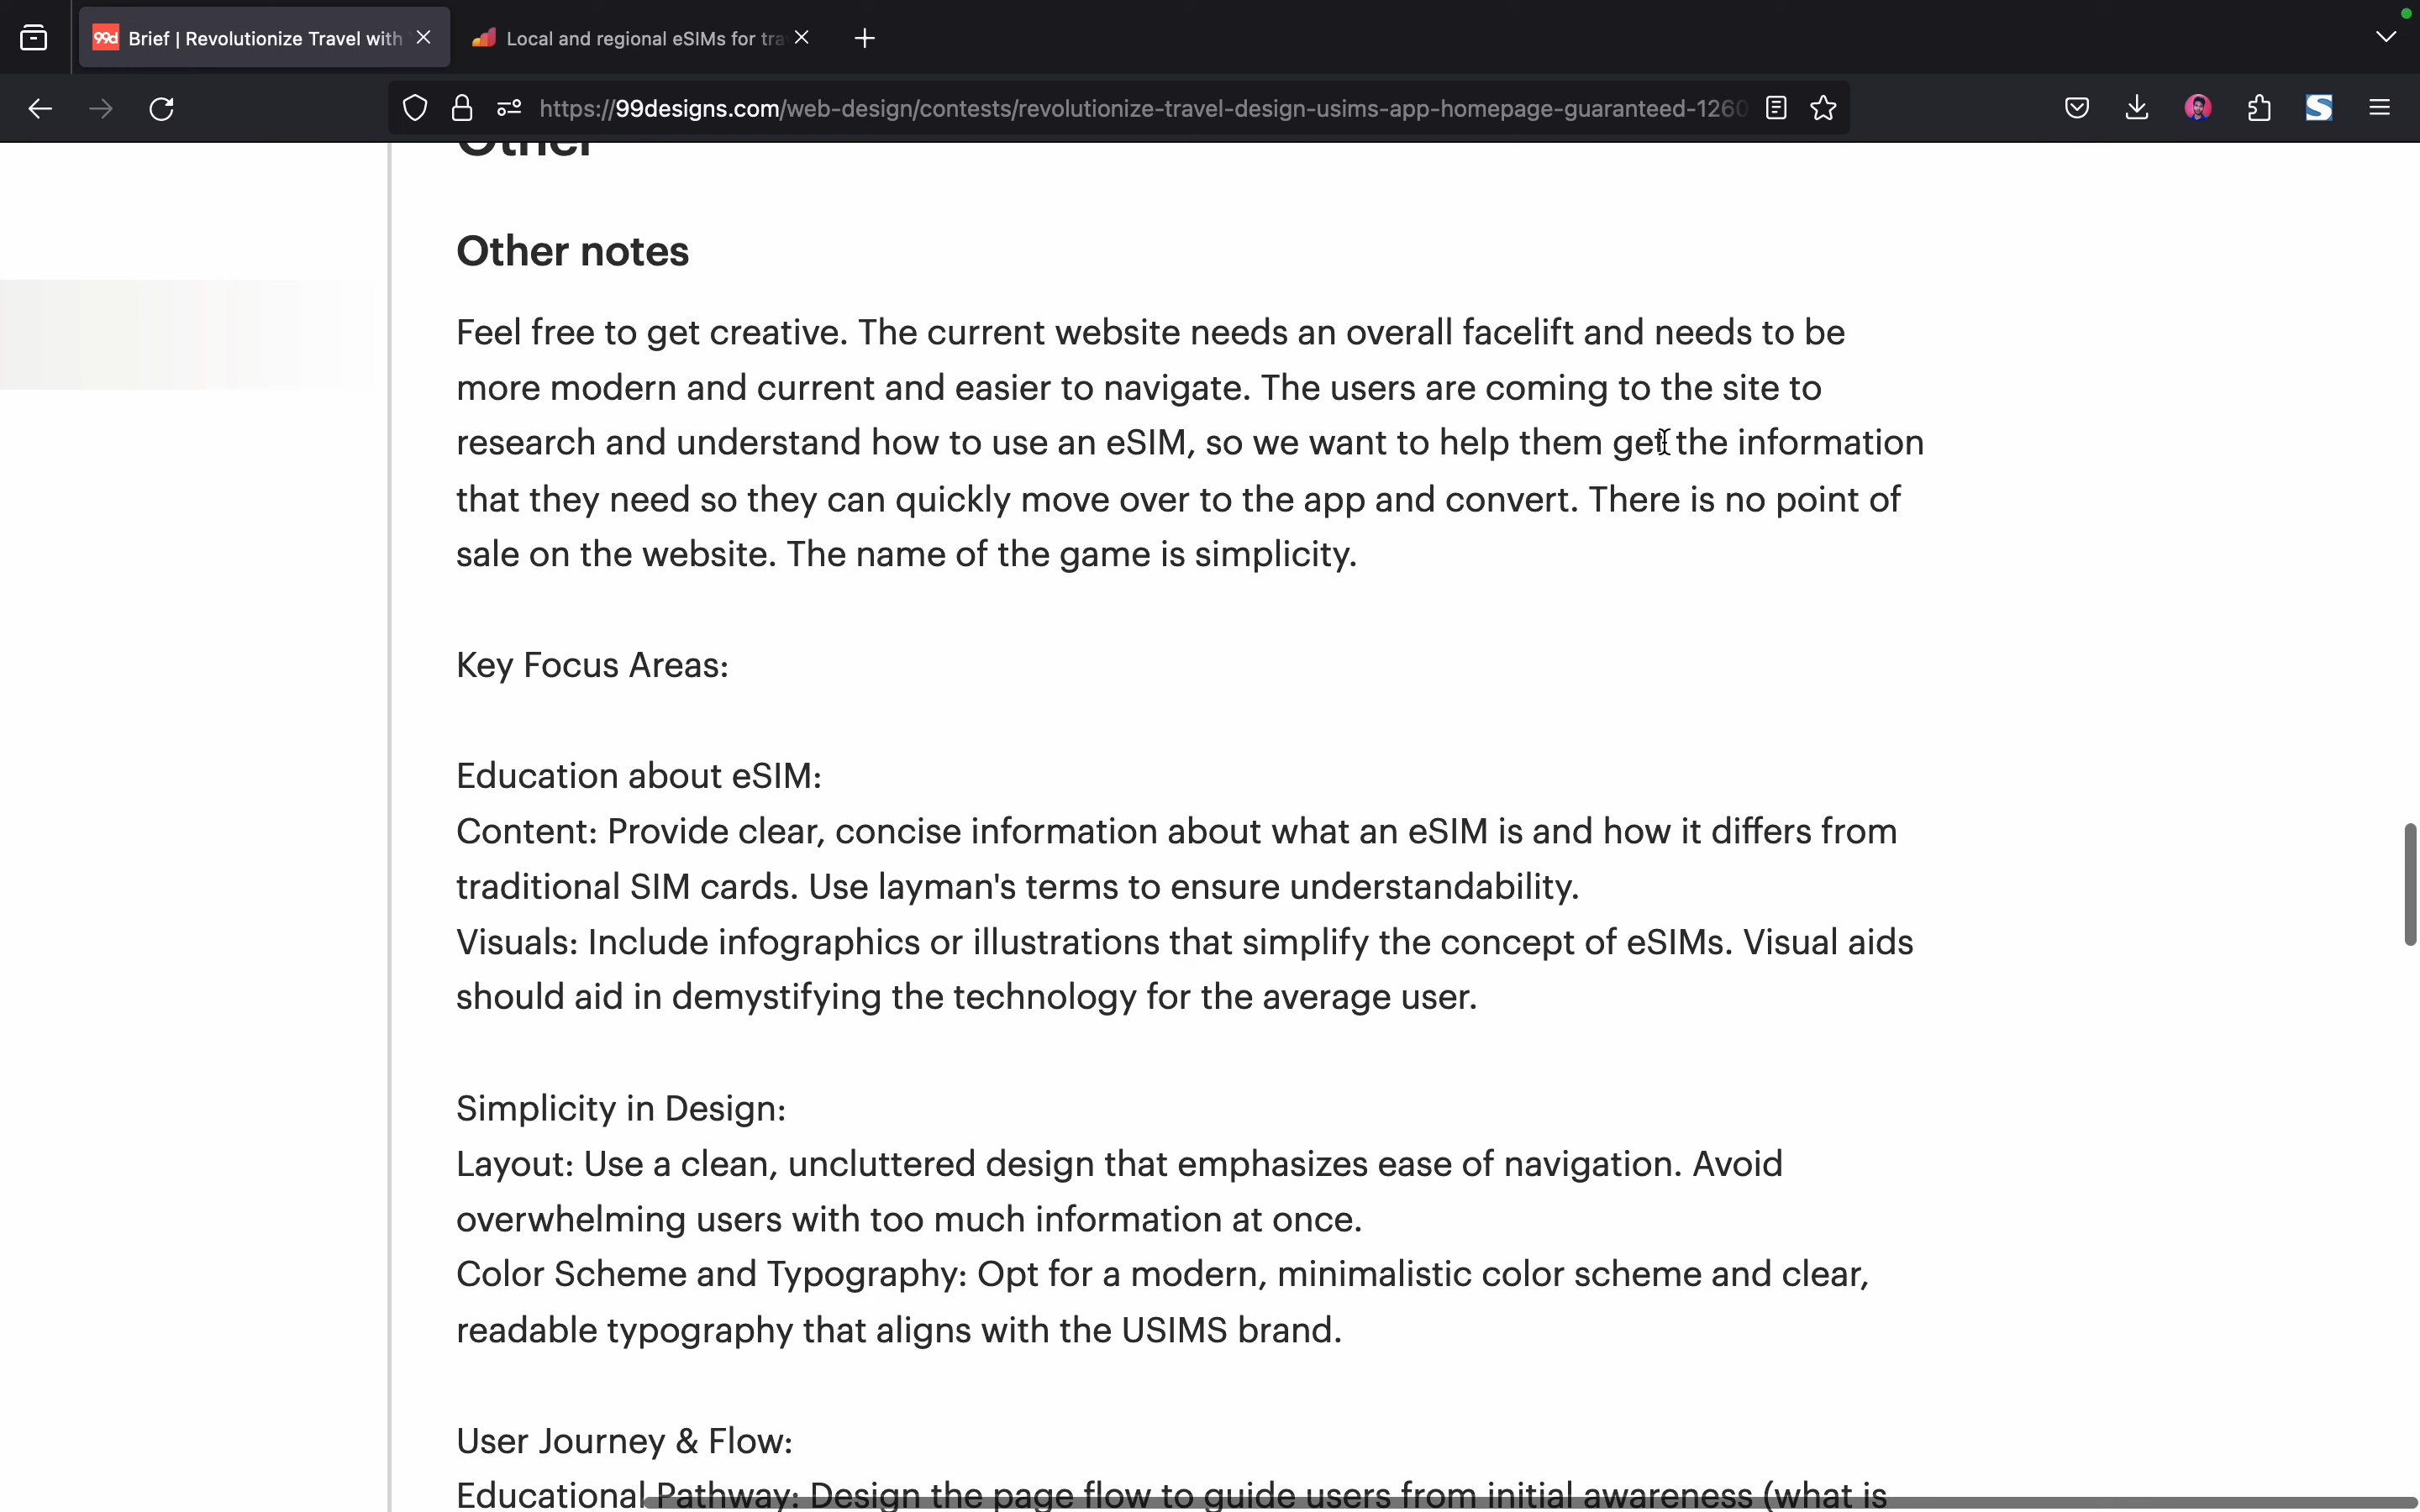 99d Brief | Revolutionize Travel with
Local and regional eSIMs for tra
https://99designs.com/web-design/contests/revolutionize-travel-design-usims-app-homepage-guaranteed-1260
Other
Other notes
Feel free to get creative. The current website needs an overall facelift and needs to be
more modern and current and easier to navigate. The users are coming to the site to
research and understand how to use an eSIM, so we want to help them get the information
that they need so they can quickly move over to the app and convert. There is no point of
sale on the website. The name of the game is simplicity.
Key Focus Areas:
Education about eSIM:
Content: Provide clear, concise information about what an eSIM is and how it differs from
traditional SIM cards. Use layman's terms to ensure understandability.
Visuals: Include infographics or illustrations that simplify the concept of eSIMs. Visual aids
should aid in demystifying the technology for the average user.
Simplicity in Design:
Layout: Use a clean, uncluttered design that emphasizes ease of navigation. Avoid
overwhelming users with too much information at once.
Color Scheme and Typography: Opt for a modern, minimalistic color scheme and clear,
readable typography that aligns with the USIMS brand.
User Journey & Flow:
Educational Pathway: Design the page flow to guide users from initial awareness (what is